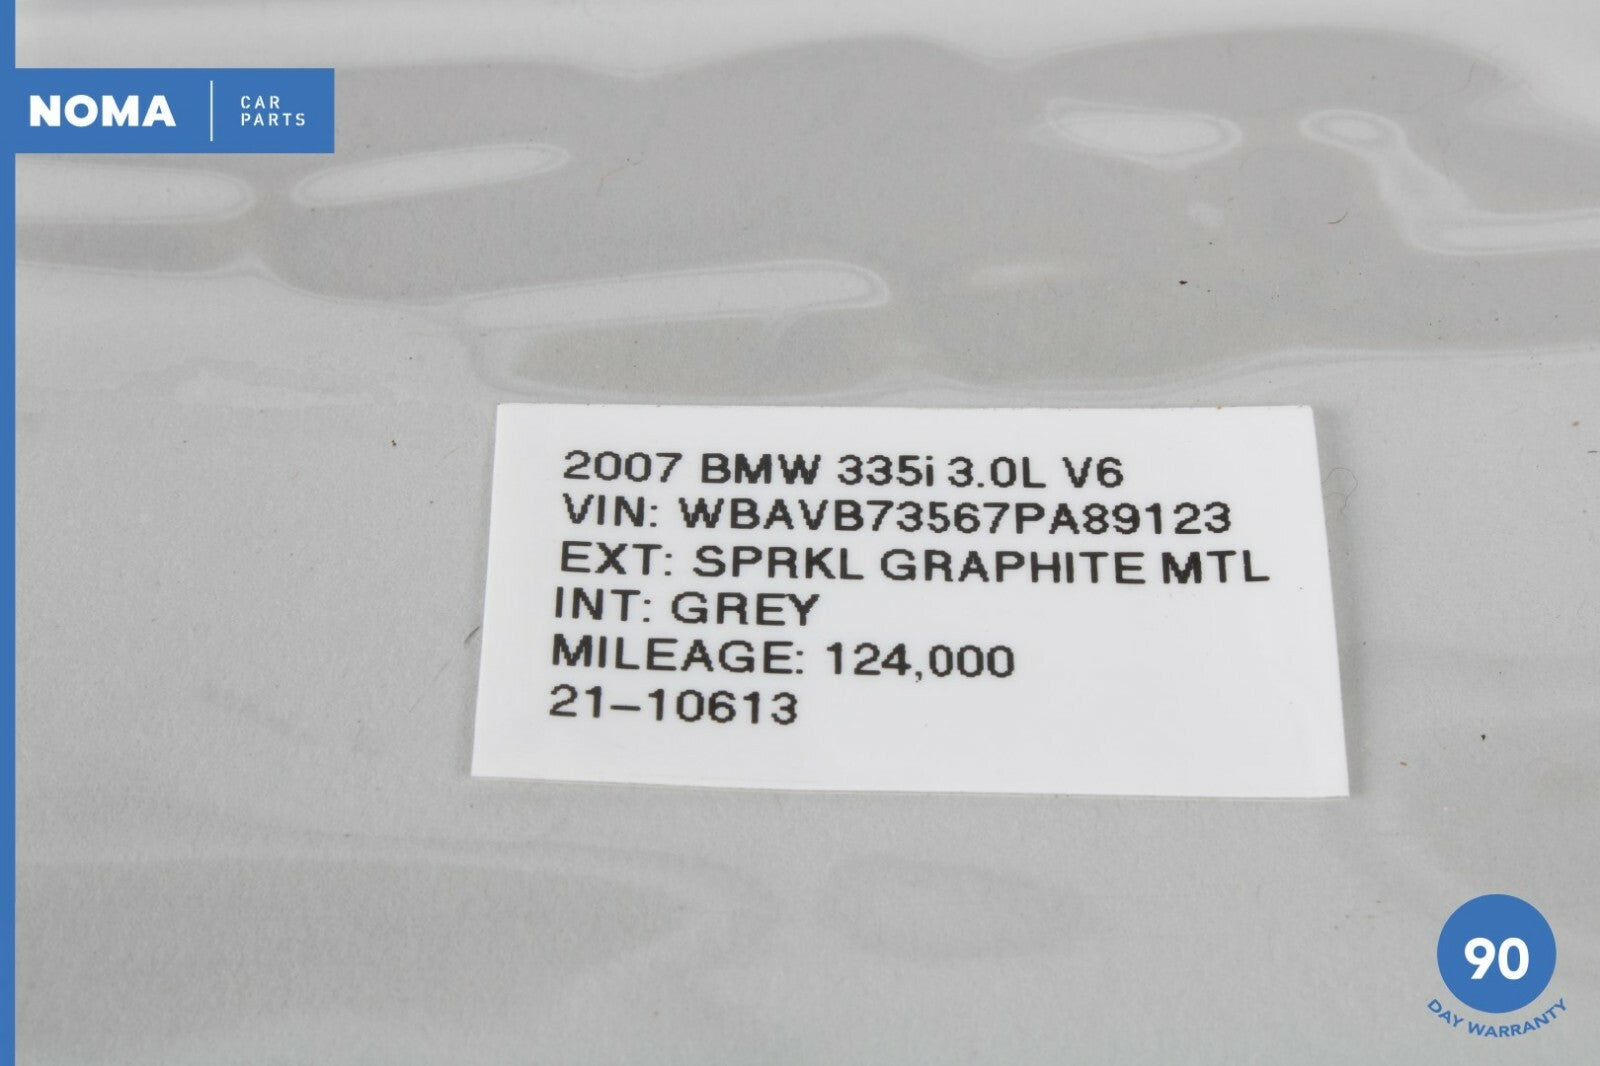 NOMA
CAR
PARTS
2007 BMW 335i 3.0L V6
VIN: WBAVB73567PA89123
EXT: SPRKL GRAPHITE MTL
INT: GREY
MILEAGE: 124,000
21-10613
90
DAY WARRANTY